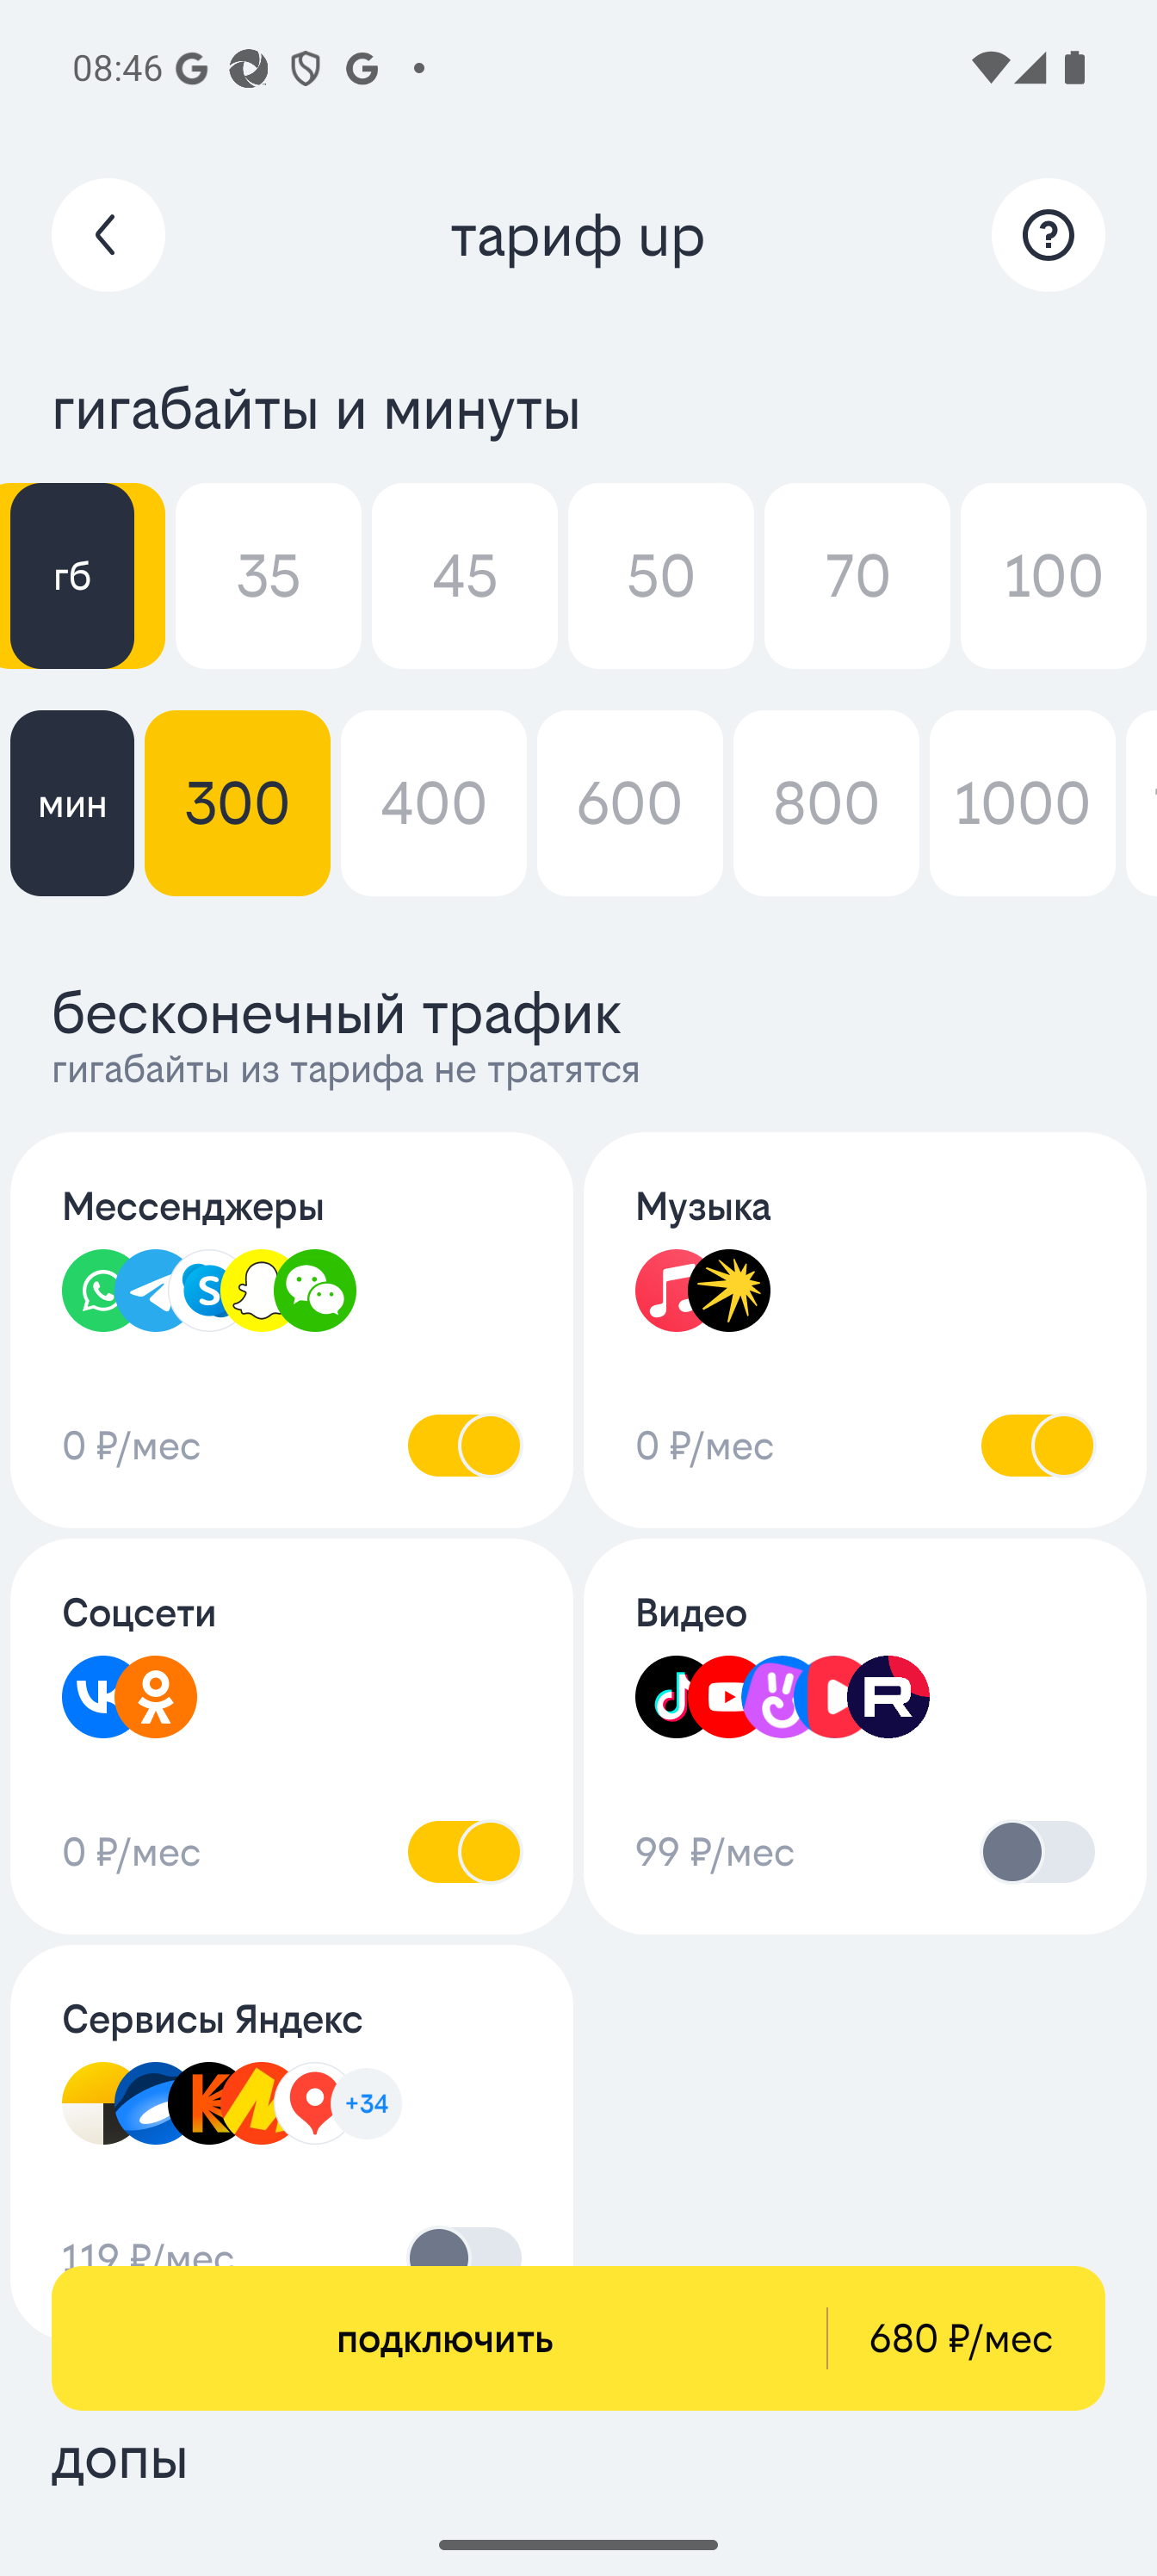 08:46
тариф up
гигабайты и минуты
гб 35 45 50 70 100
мин 300 400 600 800 1000
бесконечный трафик
гигабайты из тарифа не тратятся
Мессенджеры
0 ₽/мес
Музыка
0 ₽/мес
Соцсети
0 ₽/мес
Видео
99 ₽/мес
Сервисы Яндекс
+34
119 ₽/мес
подключить 680 ₽/мес
допы